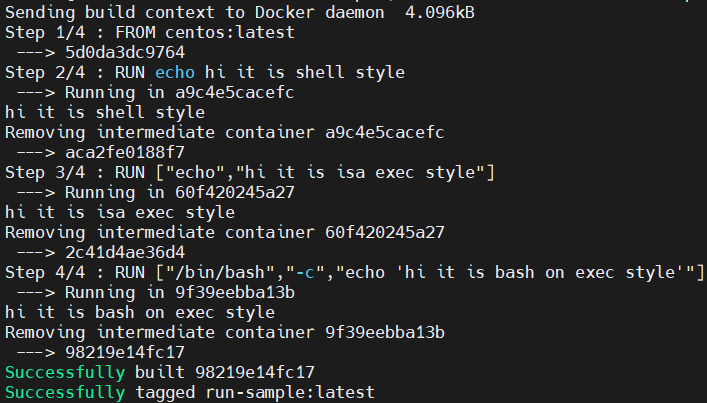 Sending build context to Docker daemon  4.096kB
Step 1/4 : FROM centos:latest
 ---> 5d0da3dc9764
Step 2/4 : RUN echo hi it is shell style
 ---> Running in a9c4e5cacefc
hi it is shell style
Removing intermediate container a9c4e5cacefc
 ---> aca2fe0188f7
Step 3/4 : RUN ["echo","hi it is isa exec style"]
 ---> Running in 60f420245a27
hi it is isa exec style
Removing intermediate container 60f420245a27
 ---> 2c41d4ae36d4
Step 4/4 : RUN ["/bin/bash","-c","echo 'hi it is bash on exec style'"]
 ---> Running in 9f39eebba13b
hi it is bash on exec style
Removing intermediate container 9f39eebba13b
 ---> 98219e14fc17
Successfully built 98219e14fc17
Successfully tagged run-sample:latest